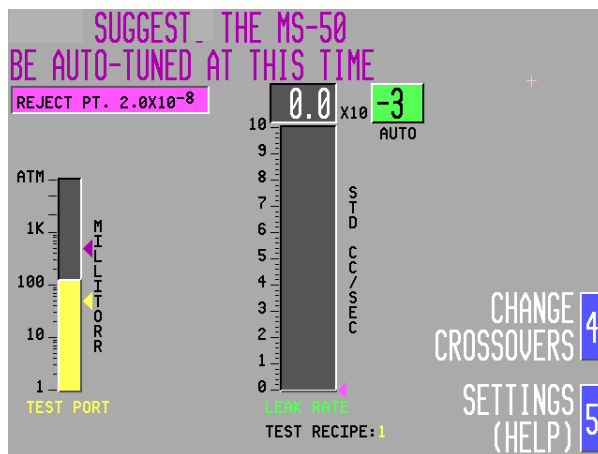 SUGGEST_ THE MS-50
BE AUTO-TUNED AT THIS TIME
REJECT PT. 2.0X10-8
0.0 X10 -3
AUTO
10
9
8
7
6
5
4
3
2
1
0
STD CC/SEC
LEAK RATE
TEST RECIPE:1
ATM
1K
100
10
1
MILLITORR
TEST PORT
CHANGE
CROSSOVERS
4
SETTINGS
(HELP)
5